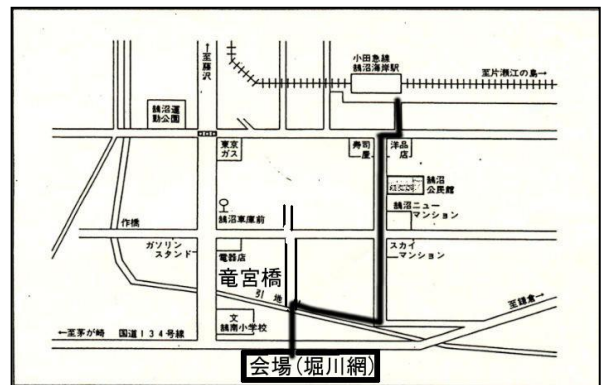 小田急線
鵠沼海岸駅
至片瀬江の島→
←至藤沢
鵠沼運
動公園
東京
ガス
寿司
屋
洋品
店
鵠沼
公民館
鵠沼ニュー
マンション
鵠沼車庫前
作橋
ガソリン
スタンド
電器店
スカイ
マンション
竜宮橋
引地
至鎌倉→
文
鵠南小学校
←至茅が崎 国道134号線
会場(堀川網)